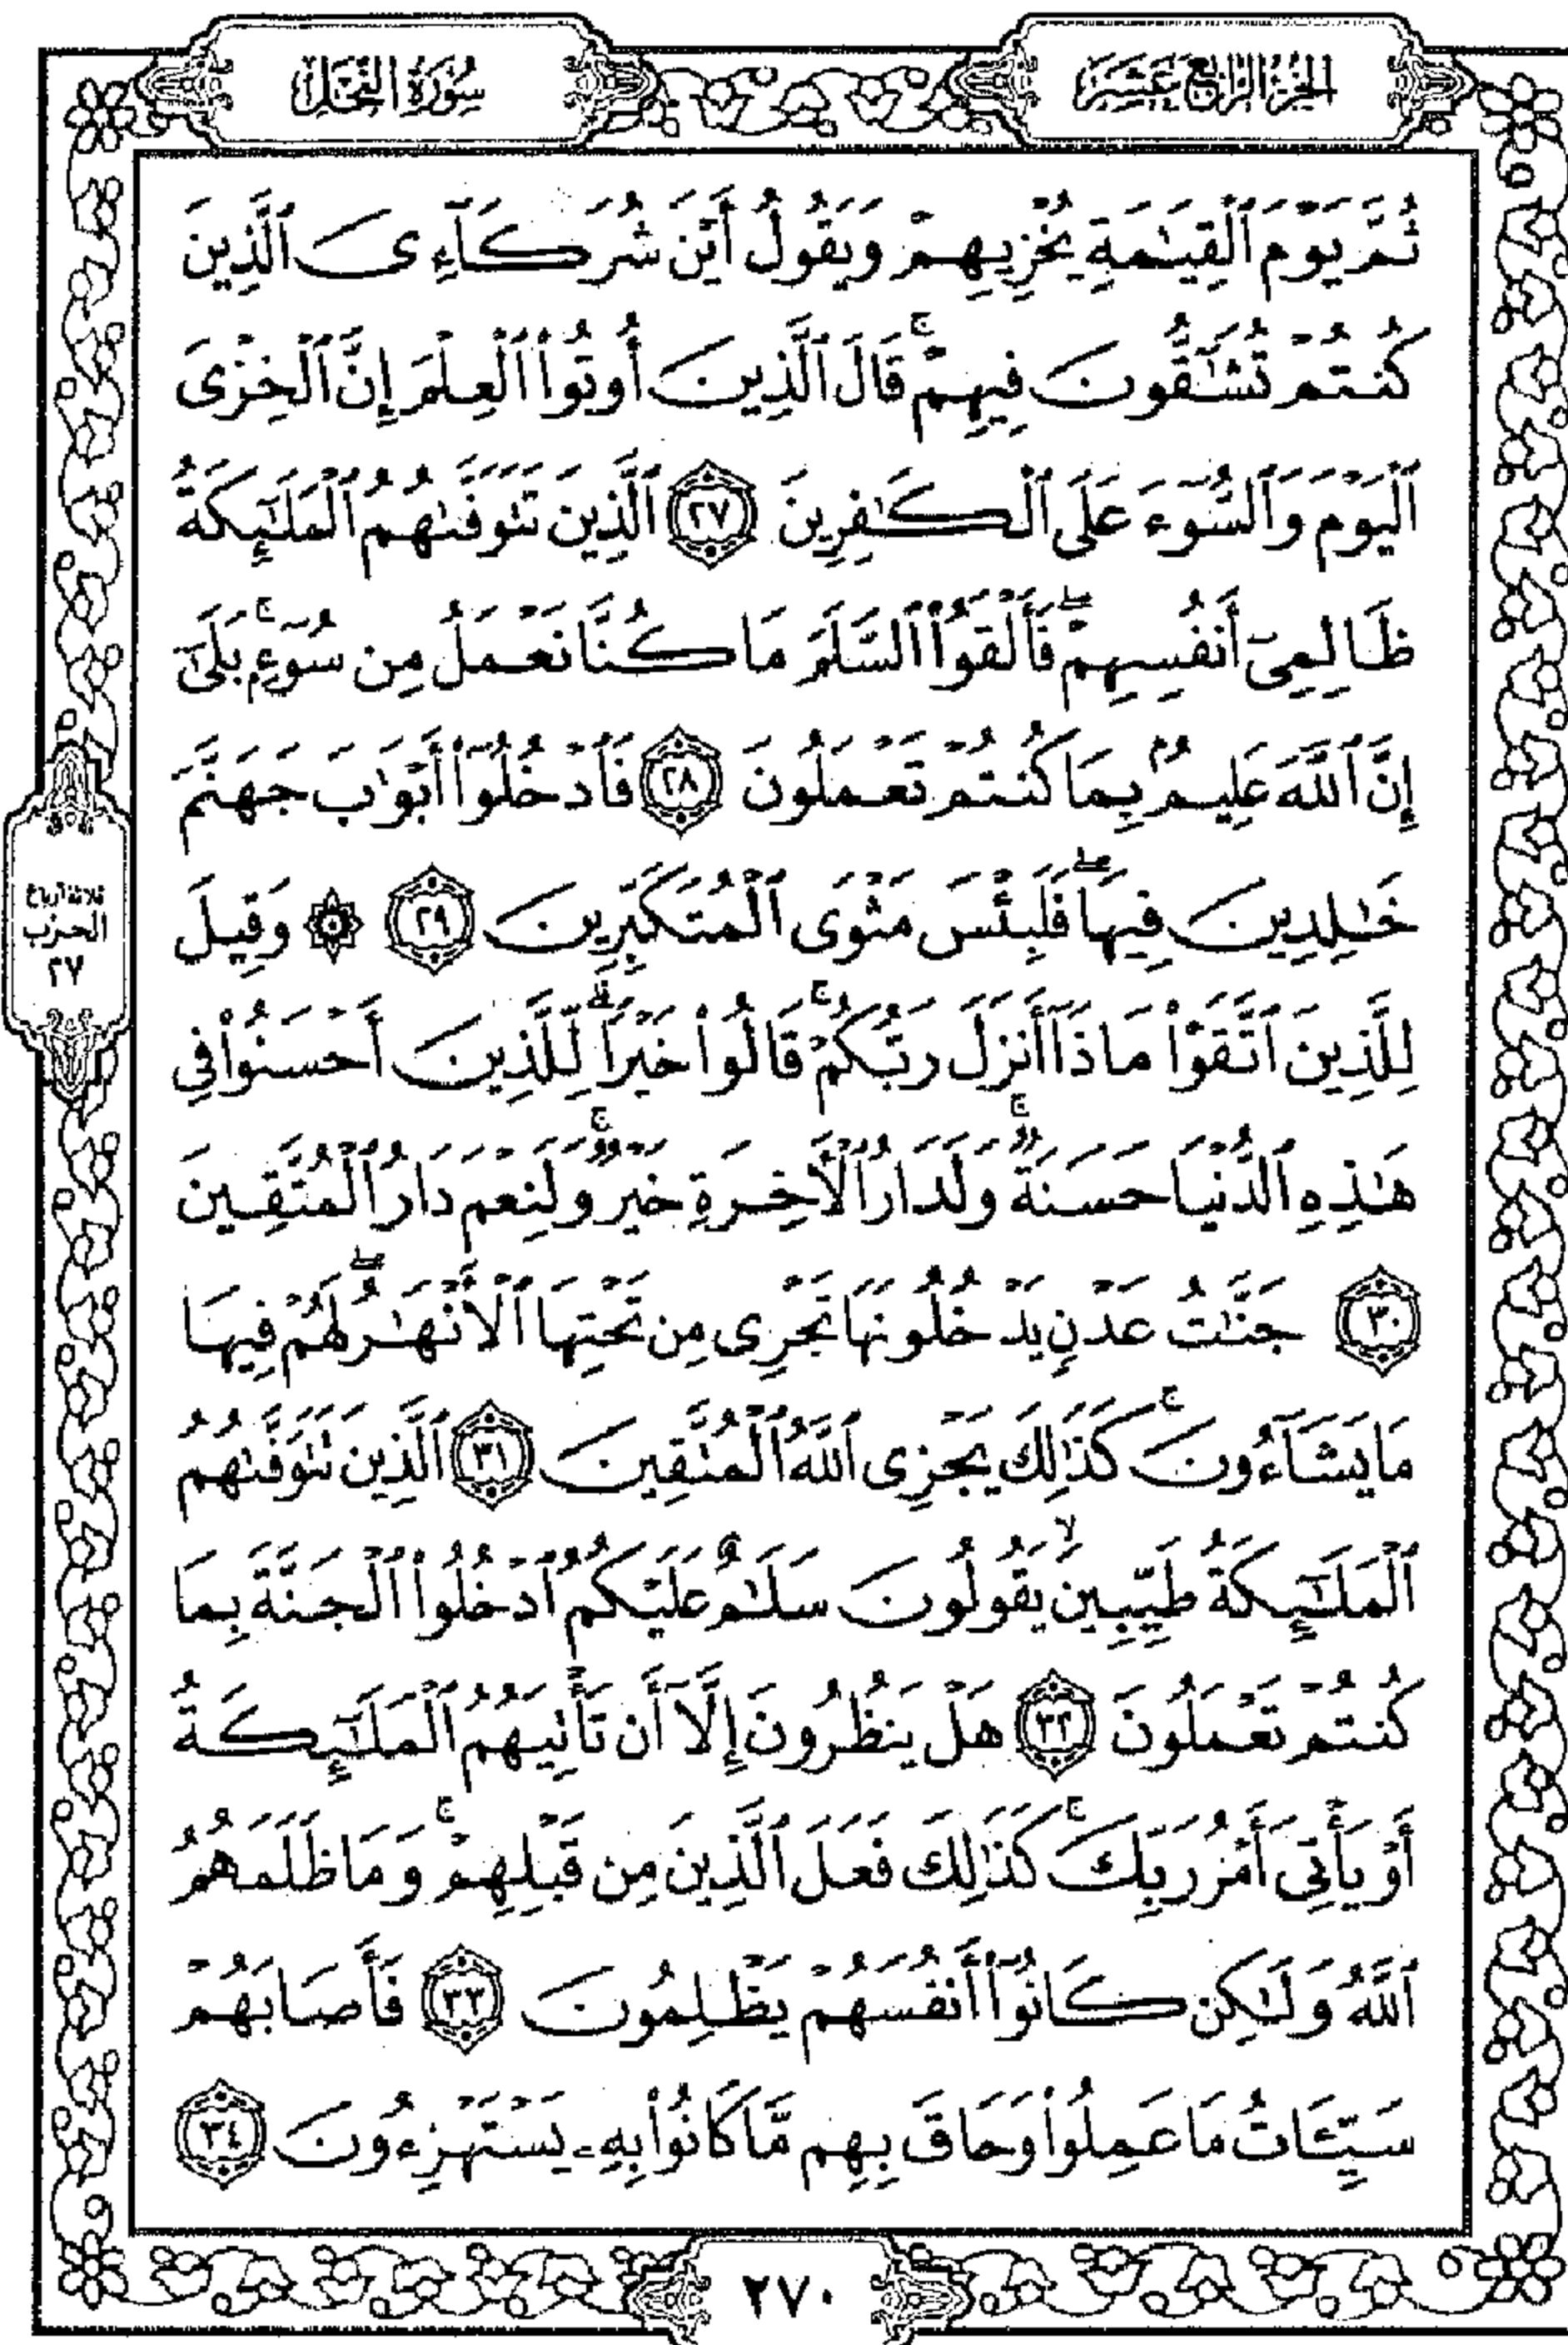 الجزء الرابع عشر
سورة النحل
ثُمَّ يَوْمَ ٱلْقِيَٰمَةِ يُخْزِيهِمْ وَيَقُولُ أَيْنَ شُرَكَآءِىَ ٱلَّذِينَ
كُنتُمْ تُشَٰٓقُّونَ فِيهِمْ ۚ قَالَ ٱلَّذِينَ أُوتُوا۟ ٱلْعِلْمَ إِنَّ ٱلْخِزْىَ
ٱلْيَوْمَ وَٱلسُّوٓءَ عَلَى ٱلْكَٰفِرِينَ ٢٧ ٱلَّذِينَ تَتَوَفَّىٰهُمُ ٱلْمَلَٰٓئِكَةُ
ظَالِمِىٓ أَنفُسِهِمْ ۖ فَأَلْقَوُا۟ ٱلسَّلَمَ مَا كُنَّا نَعْمَلُ مِن سُوٓءٍۭ ۚ بَلَىٰٓ
إِنَّ ٱللَّهَ عَلِيمٌۢ بِمَا كُنتُمْ تَعْمَلُونَ ٢٨ فَٱدْخُلُوٓا۟ أَبْوَٰبَ جَهَنَّمَ
خَٰلِدِينَ فِيهَا ۖ فَلَبِئْسَ مَثْوَى ٱلْمُتَكَبِّرِينَ ٢٩ ۞ وَقِيلَ
لِلَّذِينَ ٱتَّقَوْا۟ مَاذَآ أَنزَلَ رَبُّكُمْ ۚ قَالُوا۟ خَيْرًا ۗ لِّلَّذِينَ أَحْسَنُوا۟ فِى
هَٰذِهِ ٱلدُّنْيَا حَسَنَةٌ ۚ وَلَدَارُ ٱلْأَخِرَةِ خَيْرٌ ۚ وَلَنِعْمَ دَارُ ٱلْمُتَّقِينَ
٣٠ جَنَّٰتُ عَدْنٍ يَدْخُلُونَهَا تَجْرِى مِن تَحْتِهَا ٱلْأَنْهَٰرُ ۖ لَهُمْ فِيهَا
مَا يَشَآءُونَ ۚ كَذَٰلِكَ يَجْزِى ٱللَّهُ ٱلْمُتَّقِينَ ٣١ ٱلَّذِينَ تَتَوَفَّىٰهُمُ
ٱلْمَلَٰٓئِكَةُ طَيِّبِينَ ۙ يَقُولُونَ سَلَٰمٌ عَلَيْكُمُ ٱدْخُلُوا۟ ٱلْجَنَّةَ بِمَا
كُنتُمْ تَعْمَلُونَ ٣٢ هَلْ يَنظُرُونَ إِلَّآ أَن تَأْتِيَهُمُ ٱلْمَلَٰٓئِكَةُ
أَوْ يَأْتِىَ أَمْرُ رَبِّكَ ۚ كَذَٰلِكَ فَعَلَ ٱلَّذِينَ مِن قَبْلِهِمْ ۚ وَمَا ظَلَمَهُمُ
ٱللَّهُ وَلَٰكِن كَانُوٓا۟ أَنفُسَهُمْ يَظْلِمُونَ ٣٣ فَأَصَابَهُمْ
سَيِّـَٔاتُ مَا عَمِلُوا۟ وَحَاقَ بِهِم مَّا كَانُوا۟ بِهِۦ يَسْتَهْزِءُونَ ٣٤
ثلاثة أرباع
الحزب
٢٧
٢٧٠